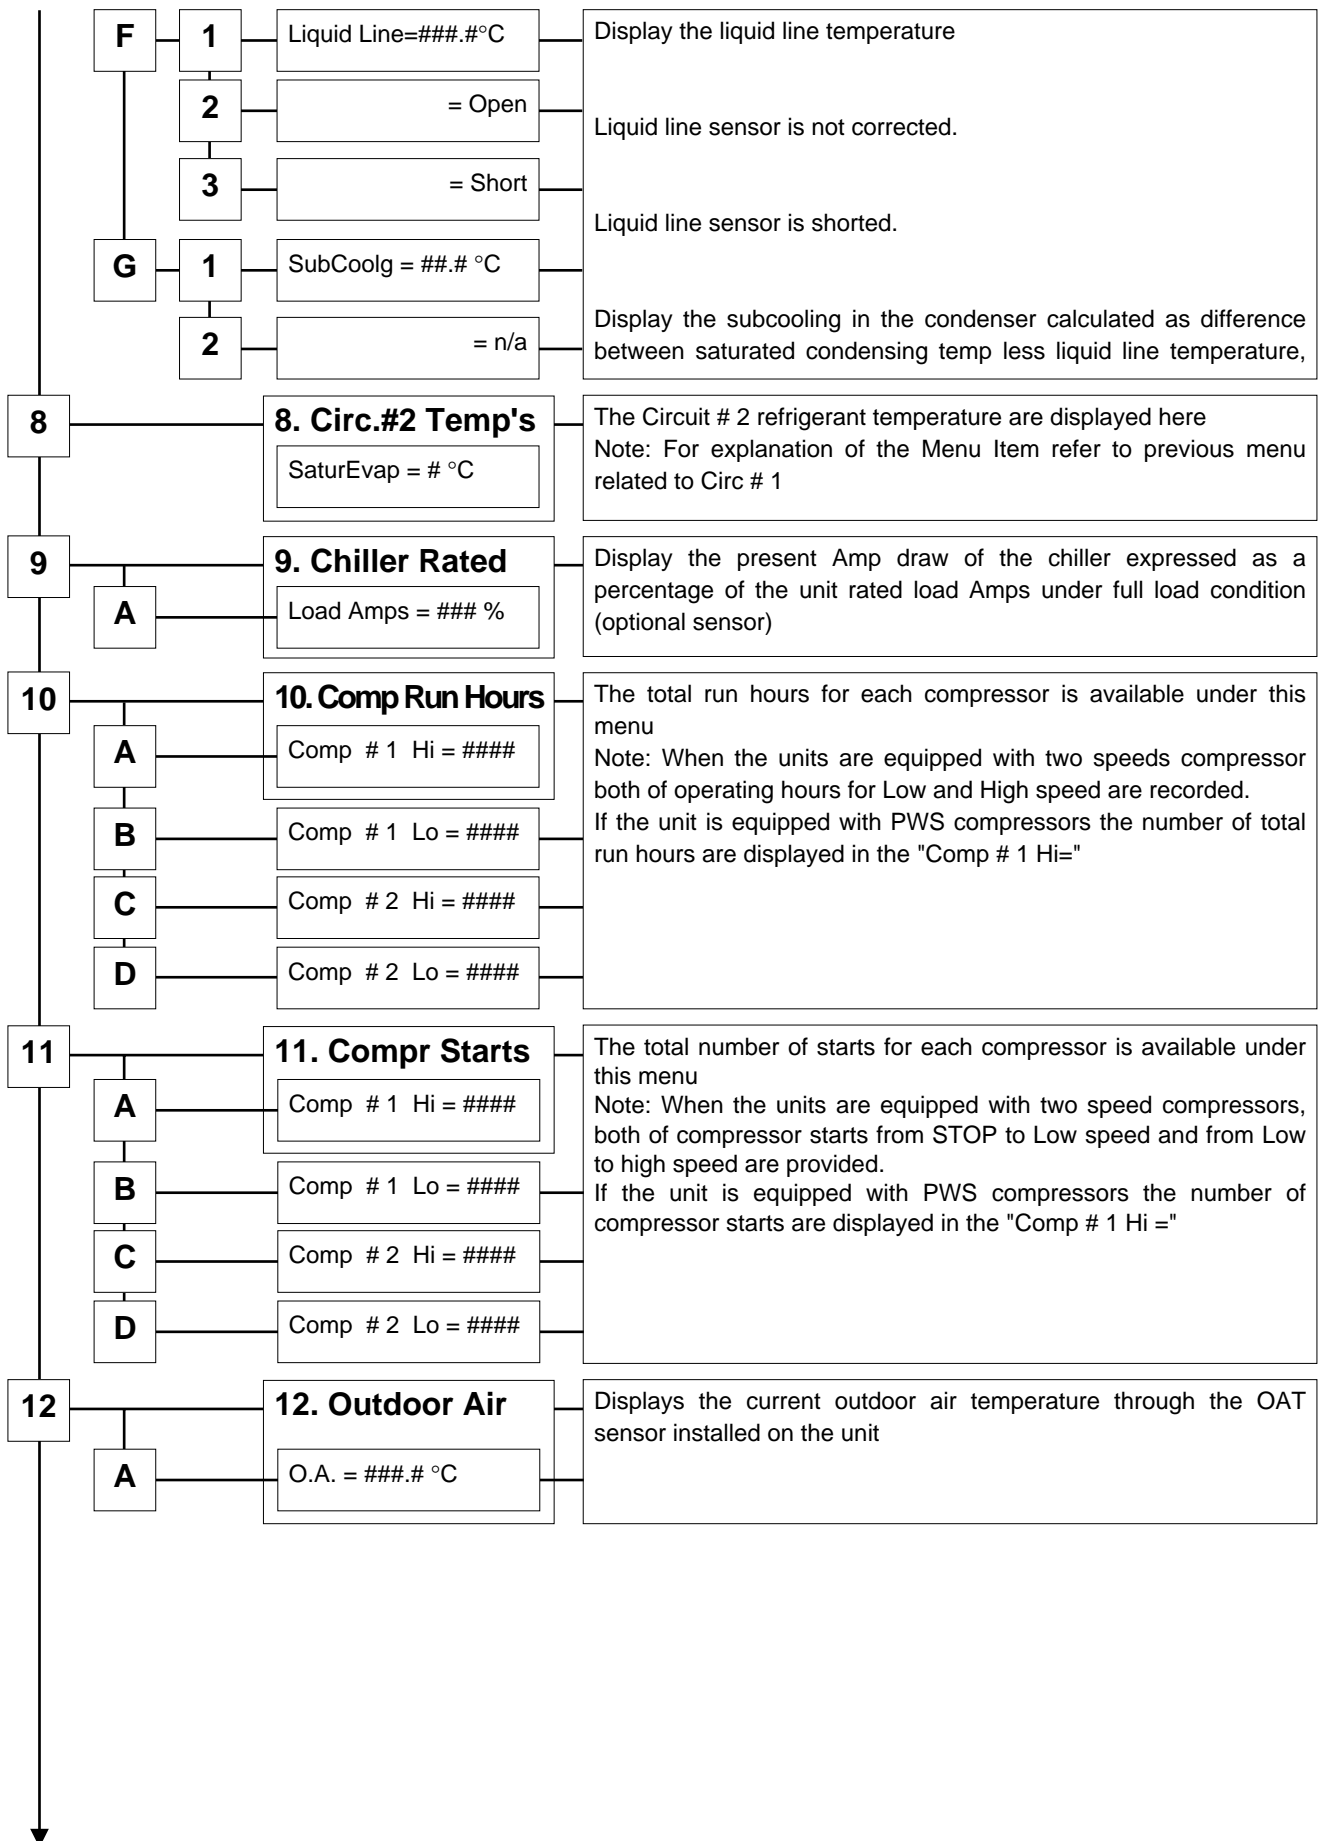 F 1 Liquid Line=###.#°C Display the liquid line temperature
2 = Open
Liquid line sensor is not corrected.
3 = Short
Liquid line sensor is shorted.
G 1 SubCoolg = ##.# °C
Display the subcooling in the condenser calculated as difference
2 = n/a between saturated condensing temp less liquid line temperature,
8 8. Circ.#2 Temp's The Circuit # 2 refrigerant temperature are displayed here
Note: For explanation of the Menu Item refer to previous menu
SaturEvap = # °C
related to Circ # 1
9 9. Chiller Rated Display the present Amp draw of the chiller expressed as a
percentage of the unit rated load Amps under full load condition
A Load Amps = ### %
(optional sensor)
10 10. Comp Run Hours The total run hours for each compressor is available under this
menu
A Comp # 1 Hi = ####
Note: When the units are equipped with two speeds compressor
both of operating hours for Low and High speed are recorded.
B Comp # 1 Lo = ####
If the unit is equipped with PWS compressors the number of total
run hours are displayed in the "Comp # 1 Hi="
C Comp # 2 Hi = ####
D Comp # 2 Lo = ####
11 11. Compr Starts The total number of starts for each compressor is available under
this menu
A Comp # 1 Hi = ####
Note: When the units are equipped with two speed compressors,
both of compressor starts from STOP to Low speed and from Low
to high speed are provided.
B Comp # 1 Lo = ####
If the unit is equipped with PWS compressors the number of
compressor starts are displayed in the "Comp # 1 Hi ="
C Comp # 2 Hi = ####
D Comp # 2 Lo = ####
12 12. Outdoor Air Displays the current outdoor air temperature through the OAT
sensor installed on the unit
A O.A. = ###.# °C